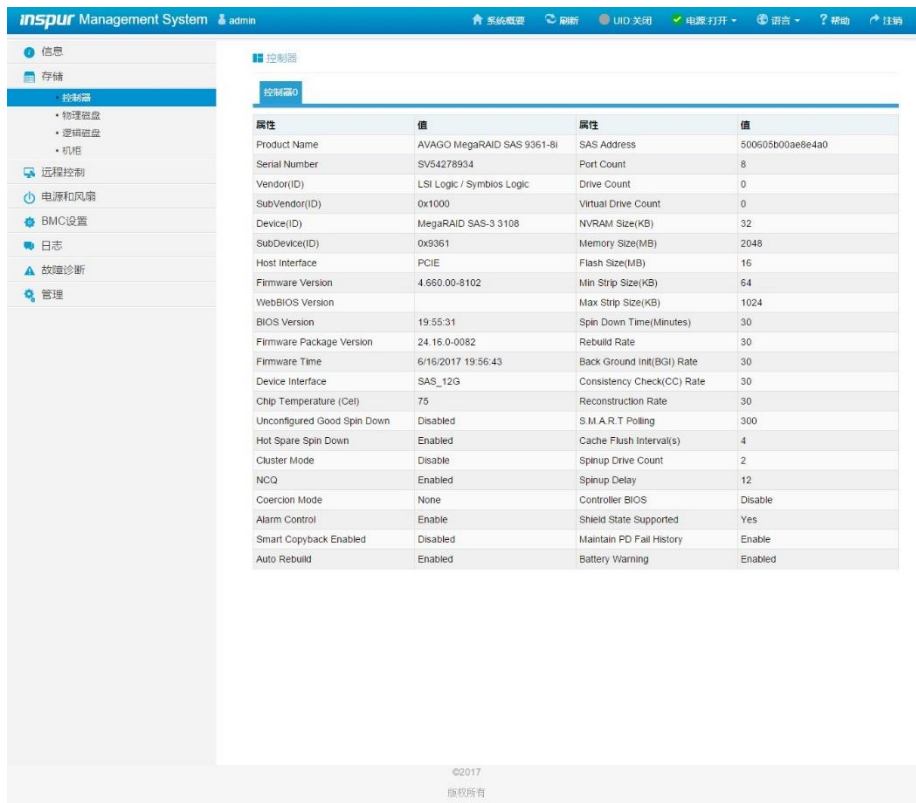 inspur Management System admin 系统概要 刷新 UID 关闭 电源 打开 语言 ? 帮助 注销
信息
存储
控制器
物理磁盘
逻辑磁盘
机柜
远程控制
电源和风扇
BMC设置
日志
故障诊断
管理
控制器
控制器0
属性 值 属性 值
Product Name AVAGO MegaRAID SAS 9361-8i SAS Address 500605b00ae8e4a0
Serial Number SV54278934 Port Count 8
Vendor(ID) LSI Logic / Symbios Logic Drive Count 0
SubVendor(ID) 0x1000 Virtual Drive Count 0
Device(ID) MegaRAID SAS-3 3108 NVRAM Size(KB) 32
SubDevice(ID) 0x9361 Memory Size(MB) 2048
Host Interface PCIE Flash Size(MB) 16
Firmware Version 4.660.00-8102 Min Strip Size(KB) 64
WebBIOS Version Max Strip Size(KB) 1024
BIOS Version 19:55:31 Spin Down Time(Minutes) 30
Firmware Package Version 24.16.0-0082 Rebuild Rate 30
Firmware Time 6/16/2017 19:56:43 Back Ground Init(BGI) Rate 30
Device Interface SAS_12G Consistency Check(CC) Rate 30
Chip Temperature (Cel) 75 Reconstruction Rate 30
Unconfigured Good Spin Down Disabled S.M.A.R.T Polling 300
Hot Spare Spin Down Enabled Cache Flush Interval(s) 4
Cluster Mode Disable Spinup Drive Count 2
NCQ Enabled Spinup Delay 12
Coercion Mode None Controller BIOS Disable
Alarm Control Enable Shield State Supported Yes
Smart Copyback Enabled Disabled Maintain PD Fail History Enable
Auto Rebuild Enabled Battery Warning Enabled
©2017
版权所有